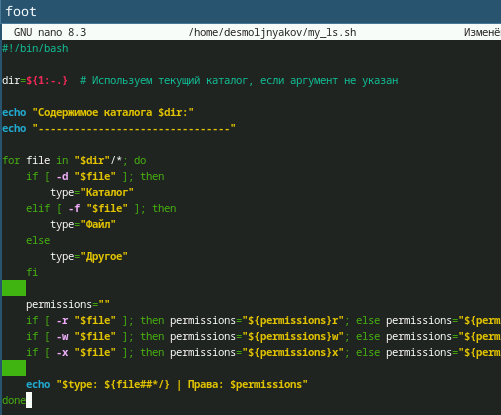 foot
GNU nano 8.3 /home/desmoljnyakov/my_ls.sh Изменё
#!/bin/bash
dir=${1:-.} # Используем текущий каталог, если аргумент не указан
echo "Содержимое каталога $dir:"
echo "--------------------------------"
for file in "$dir"/*; do
if [ -d "$file" ]; then
type="Каталог"
elif [ -f "$file" ]; then
type="Файл"
else
type="Другое"
fi
permissions=""
if [ -r "$file" ]; then permissions="${permissions}r"; else permissions="${perm
if [ -w "$file" ]; then permissions="${permissions}w"; else permissions="${perm
if [ -x "$file" ]; then permissions="${permissions}x"; else permissions="${perm
echo "$type: ${file##*/} | Права: $permissions"
done